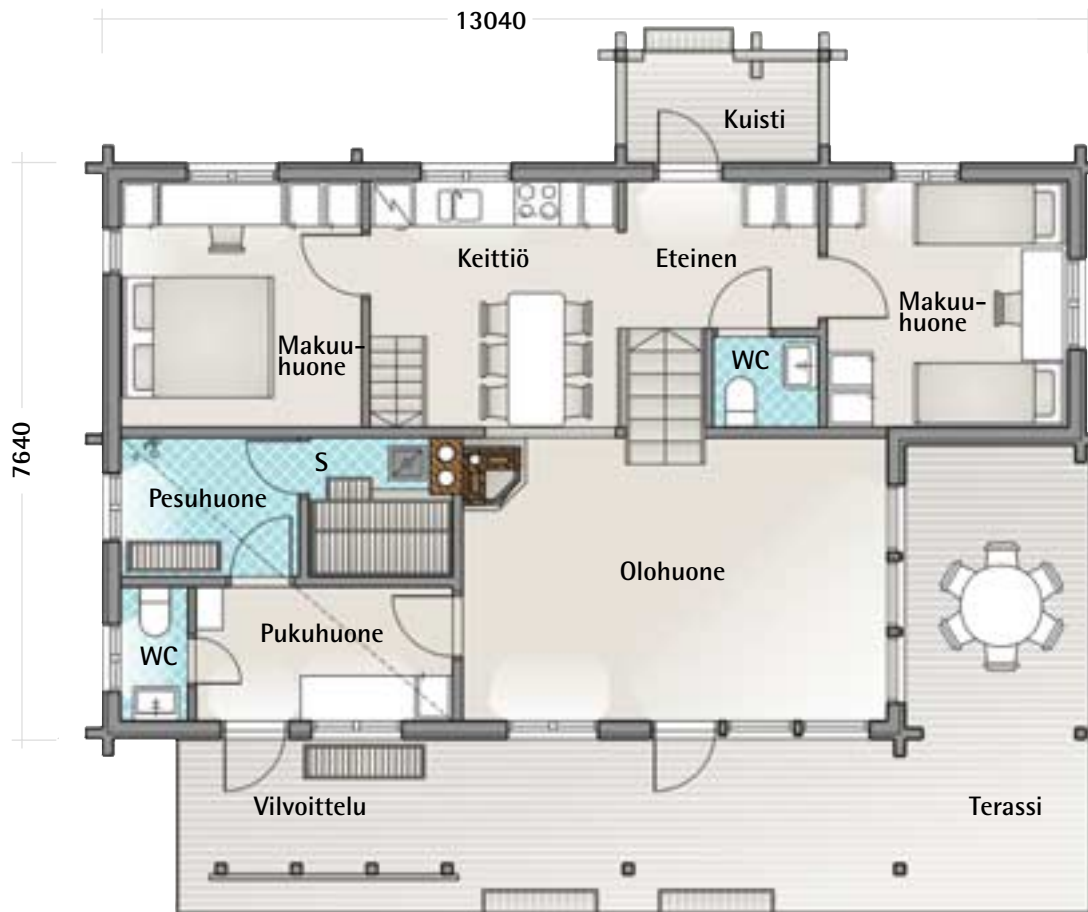 13040
Kuisti
Keittiö
Eteinen
Makuu-
huone
Makuu-
huone
WC
7640
S
Pesuhuone
Olohuone
Pukuhuone
WC
Vilvoittelu
Terassi